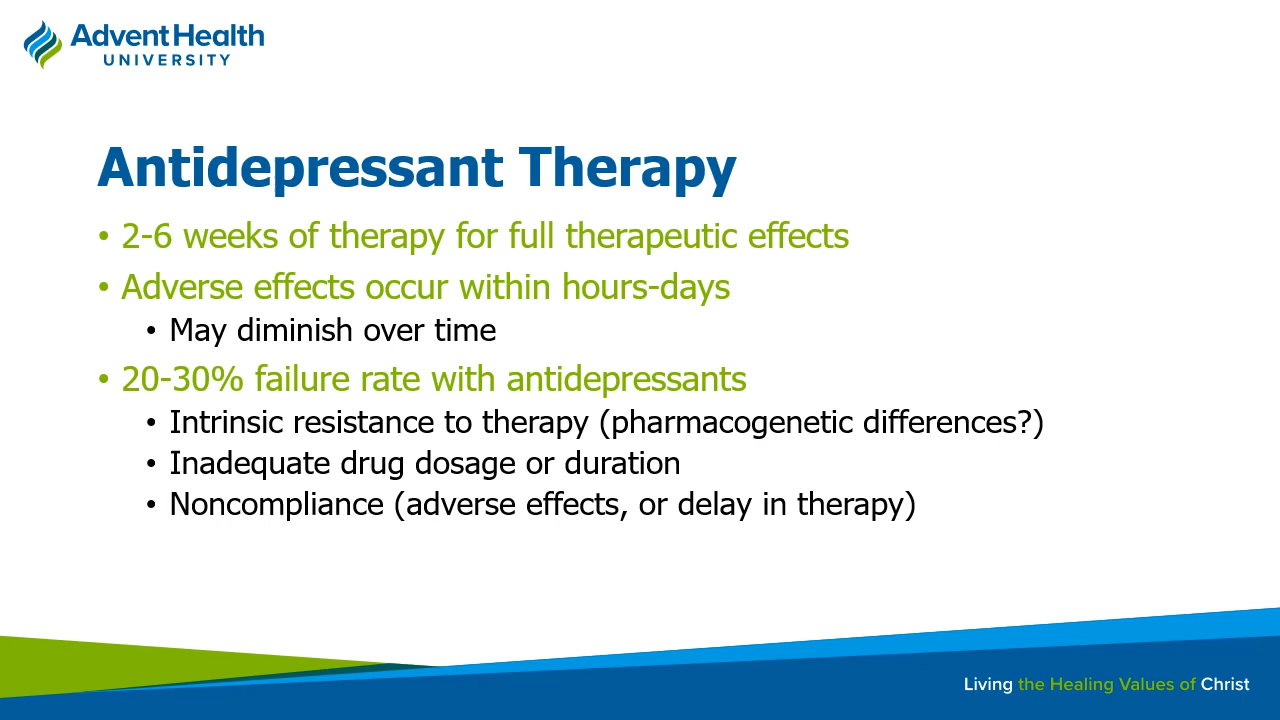 AdventHealth
UNIVERSITY
Antidepressant Therapy
• 2-6 weeks of therapy for full therapeutic effects
• Adverse effects occur within hours-days
• May diminish over time
• 20-30% failure rate with antidepressants
• Intrinsic resistance to therapy (pharmacogenetic differences?)
• Inadequate drug dosage or duration
• Noncompliance (adverse effects, or delay in therapy)
Living the Healing Values of Christ